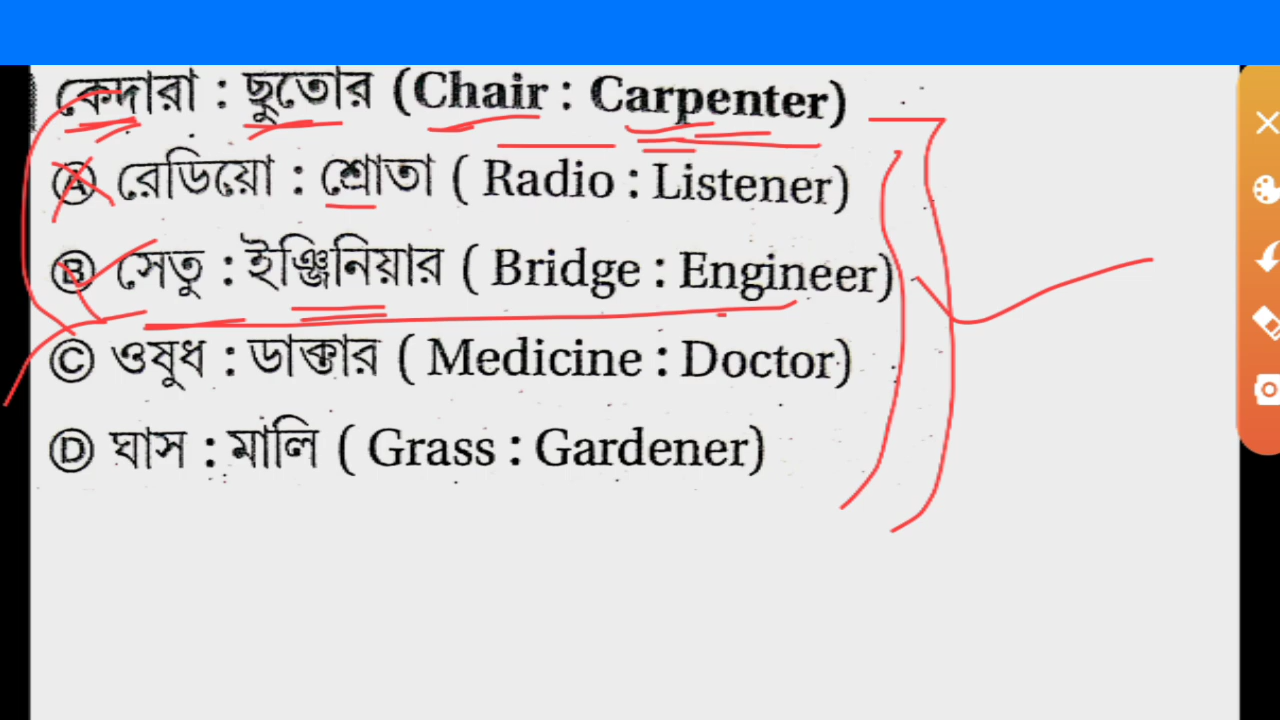 কেদারা : ছুতোর (Chair : Carpenter)
Ⓐ রেডিয়ো : শ্রোতা ( Radio : Listener)
Ⓑ সেতু : ইঞ্জিনিয়ার ( Bridge : Engineer)
Ⓒ ওষুধ : ডাক্তার ( Medicine : Doctor)
Ⓓ ঘাস : মালি ( Grass : Gardener)